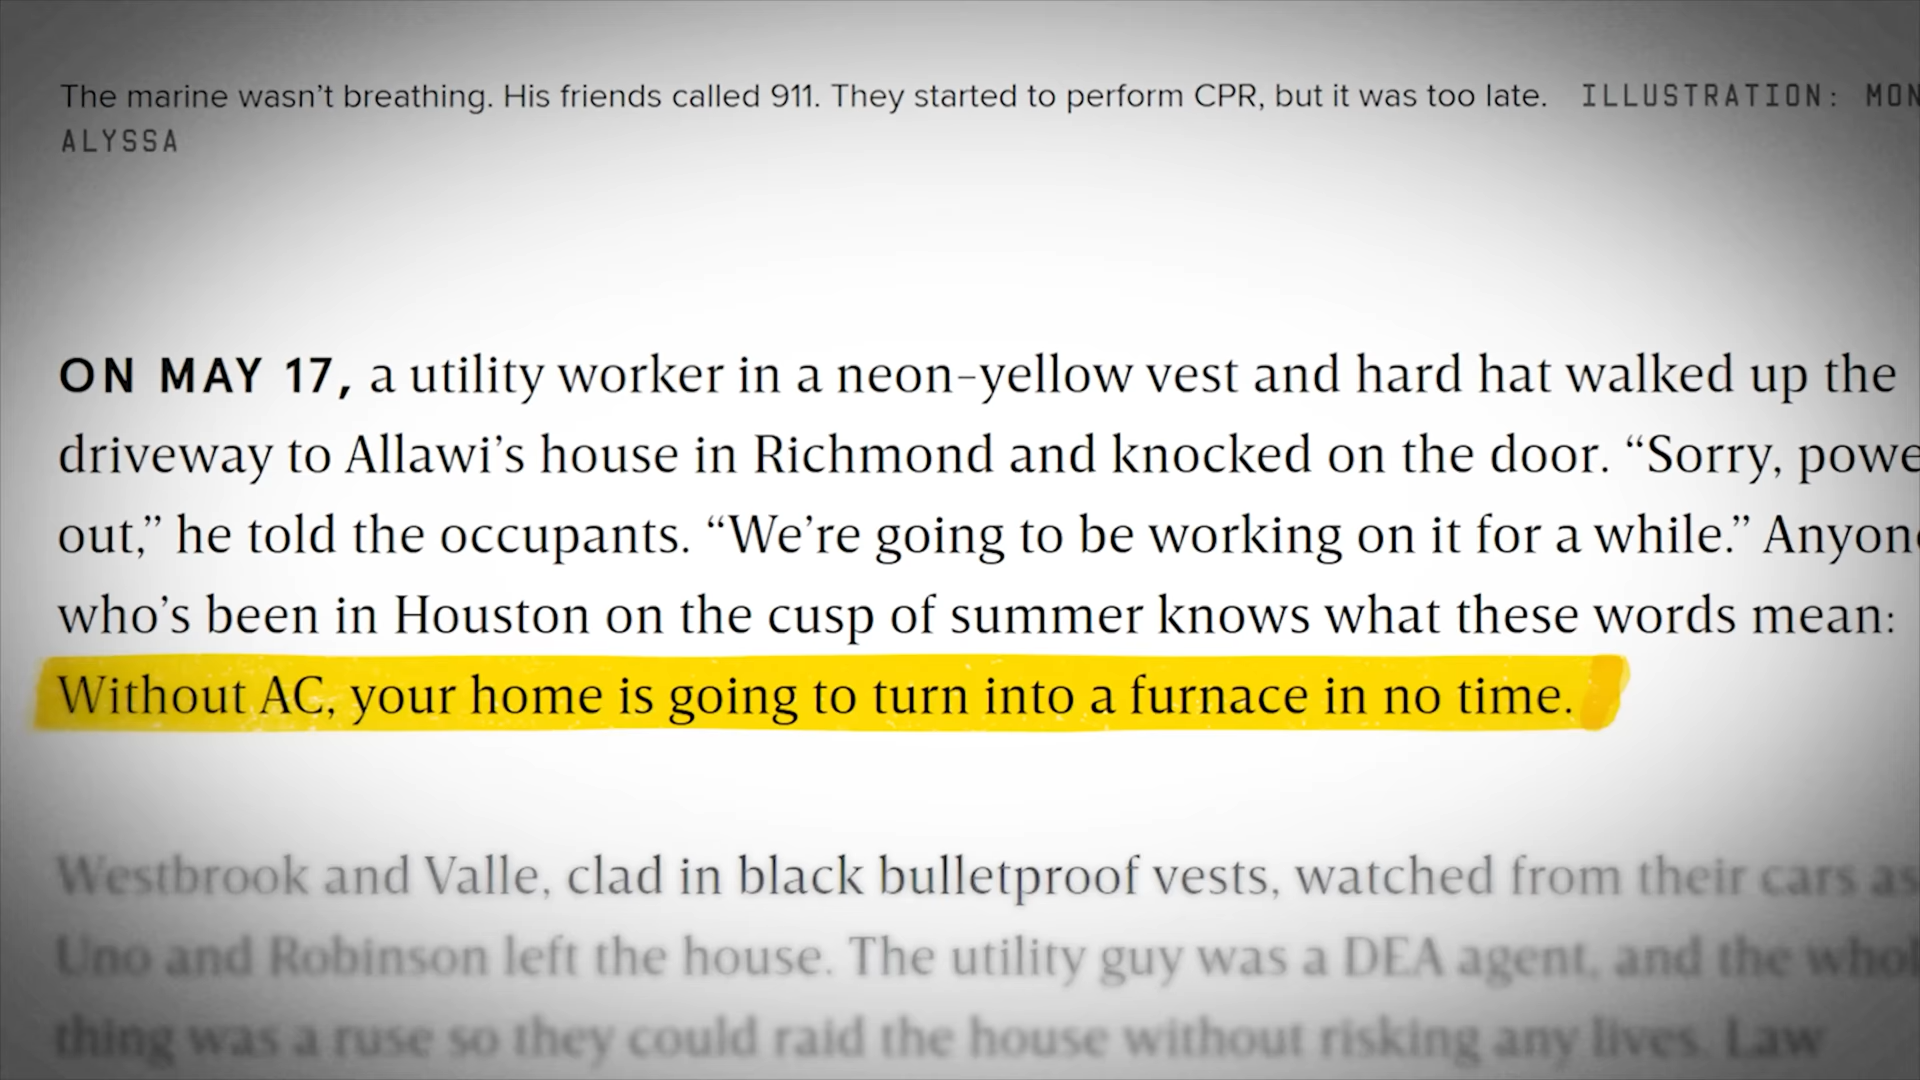 The marine wasn’t breathing. His friends called 911. They started to perform CPR, but it was too late. ILLUSTRATION: MON
ALYSSA
ON MAY 17, a utility worker in a neon-yellow vest and hard hat walked up the
driveway to Allawi’s house in Richmond and knocked on the door. “Sorry, powe
out,” he told the occupants. “We’re going to be working on it for a while.” Anyone
who’s been in Houston on the cusp of summer knows what these words mean:
Without AC, your home is going to turn into a furnace in no time.
Westbrook and Valle, clad in black bulletproof vests, watched from their cars as
Uno and Robinson left the house. The utility guy was a DEA agent, and the whol
thing was a ruse so they could raid the house without risking any lives. Law